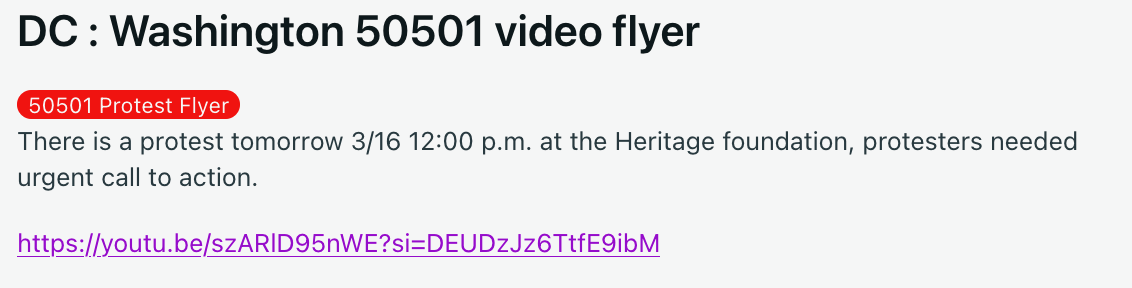 DC : Washington 50501 video flyer
50501 Protest Flyer
There is a protest tomorrow 3/16 12:00 p.m. at the Heritage foundation, protesters needed
urgent call to action.
https://youtu.be/szARlD95nWE?si=DEUDzJz6TtfE9ibM